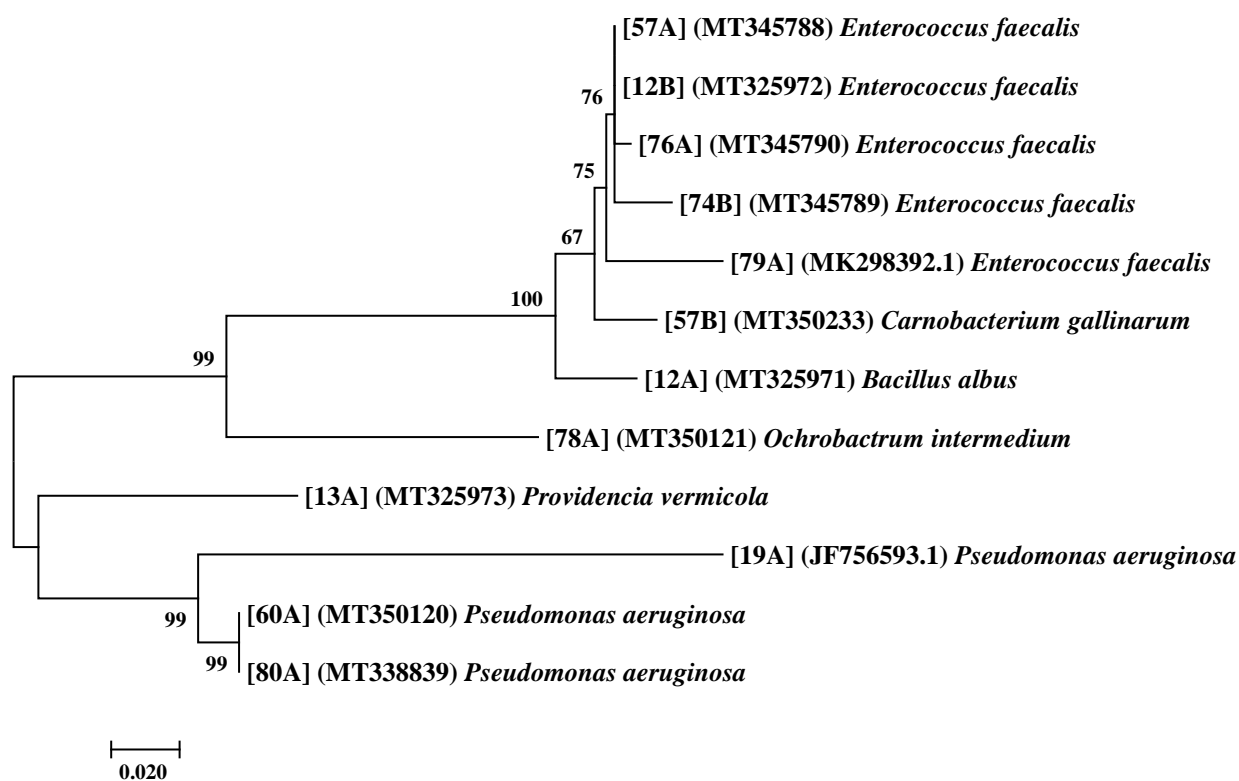 [57A] (MT345788) Enterococcus faecalis
[12B] (MT325972) Enterococcus faecalis
76
[76A] (MT345790) Enterococcus faecalis
75
[74B] (MT345789) Enterococcus faecalis
67
[79A] (MK298392.1) Enterococcus faecalis
100
[57B] (MT350233) Carnobacterium gallinarum
99
[12A] (MT325971) Bacillus albus
[78A] (MT350121) Ochrobactrum intermedium
[13A] (MT325973) Providencia vermicola
[19A] (JF756593.1) Pseudomonas aeruginosa
99
[60A] (MT350120) Pseudomonas aeruginosa
99
[80A] (MT338839) Pseudomonas aeruginosa
0.020